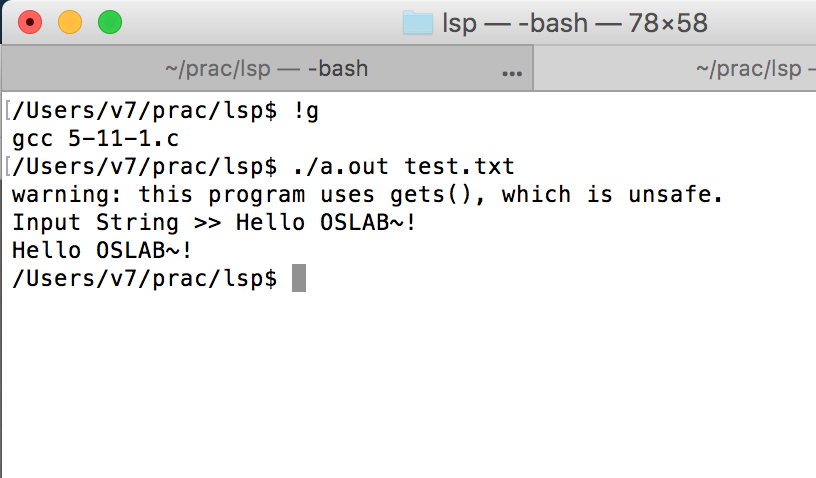 lsp — -bash — 78×58
~/prac/lsp — -bash ... ~/prac/lsp -
[/Users/v7/prac/lsp$ !g
gcc 5-11-1.c
[/Users/v7/prac/lsp$ ./a.out test.txt
warning: this program uses gets(), which is unsafe.
Input String >> Hello OSLAB~!
Hello OSLAB~!
/Users/v7/prac/lsp$